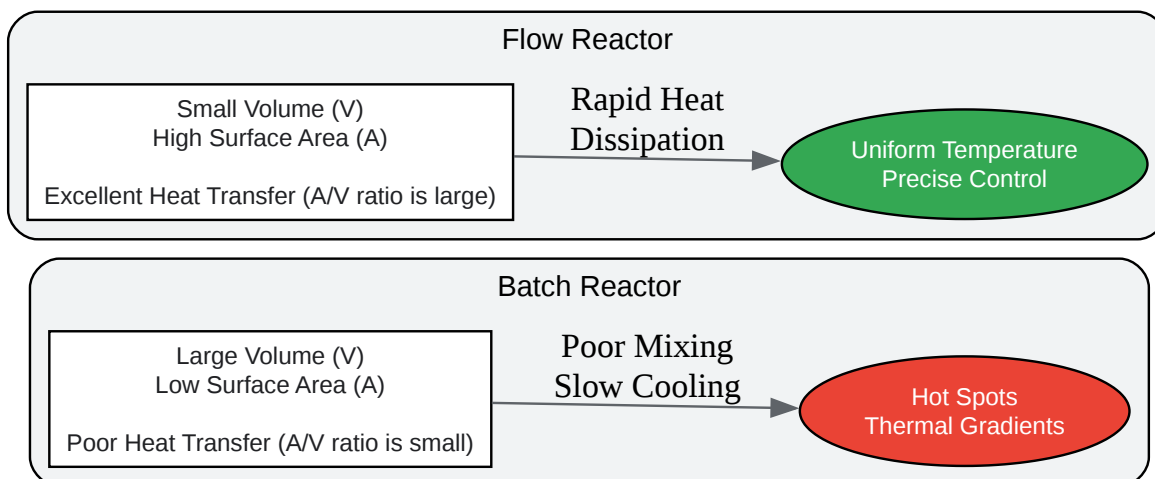 Flow Reactor
Small Volume (V)
High Surface Area (A)
Excellent Heat Transfer (A/V ratio is large)
Rapid Heat
Dissipation
Uniform Temperature
Precise Control
Batch Reactor
Large Volume (V)
Low Surface Area (A)
Poor Heat Transfer (A/V ratio is small)
Poor Mixing
Slow Cooling
Hot Spots
Thermal Gradients